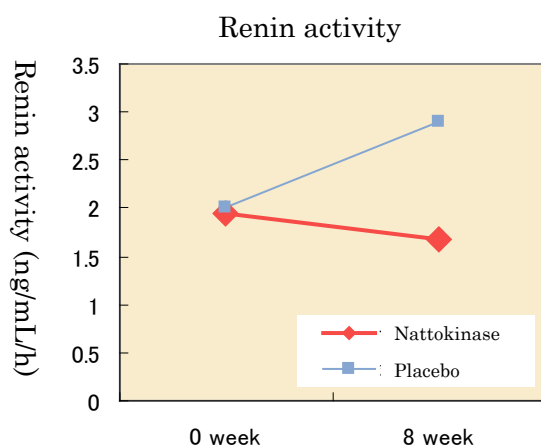 Renin activity
Renin activity (ng/mL/h)
3.5
3
2.5
2
1.5
1
0.5
0
Nattokinase
Placebo
0 week 8 week